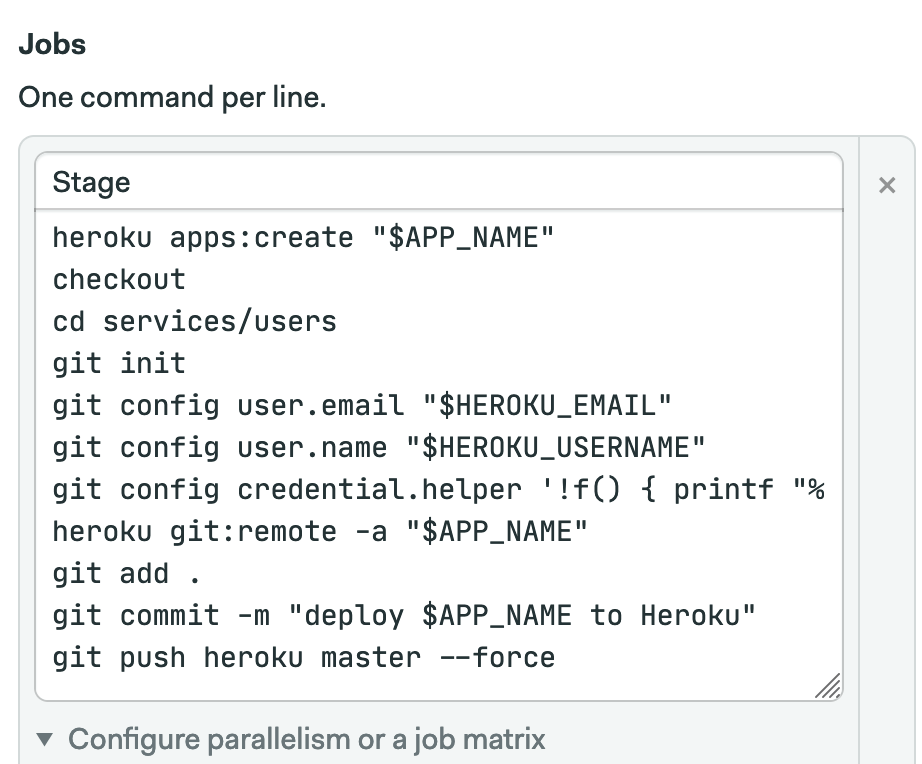 Jobs
One command per line.
Stage
heroku apps:create "$APP_NAME"
checkout
cd services/users
git init
git config user.email "$HEROKU_EMAIL"
git config user.name "$HEROKU_USERNAME"
git config credential.helper '!f() { printf "%
heroku git:remote -a "$APP_NAME"
git add .
git commit -m "deploy $APP_NAME to Heroku"
git push heroku master --force
Configure parallelism or a job matrix